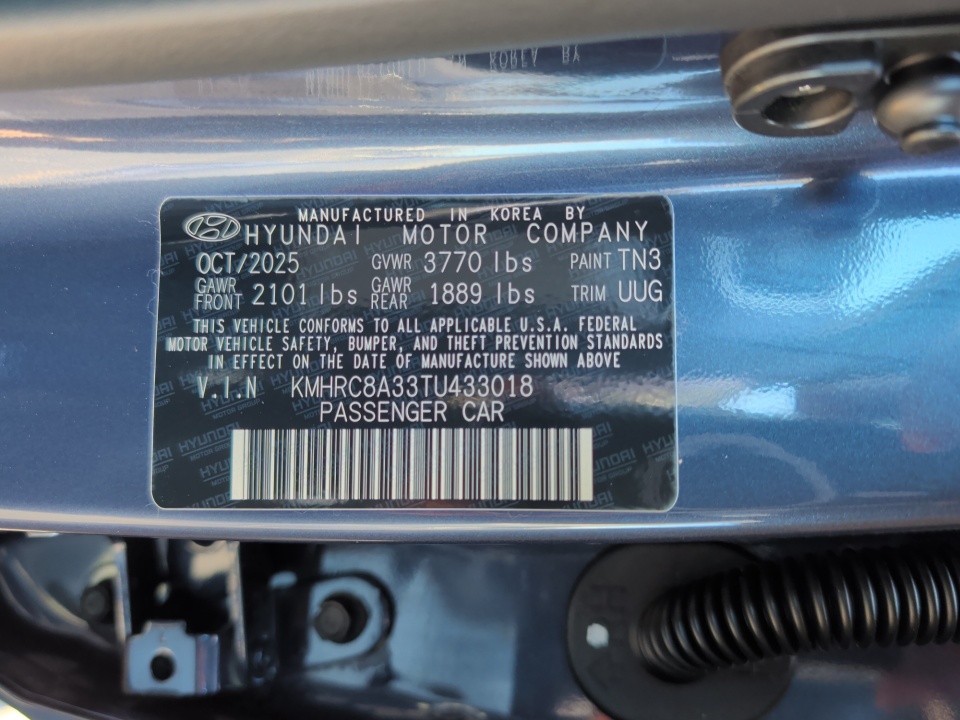 MANUFACTURED IN KOREA BY
HYUNDAI MOTOR COMPANY
OCT/2025 GVWR 3770 lbs PAINT TN3
GAWR FRONT 2101 lbs GAWR REAR 1889 lbs TRIM UUG
THIS VEHICLE CONFORMS TO ALL APPLICABLE U.S.A. FEDERAL
MOTOR VEHICLE SAFETY, BUMPER, AND THEFT PREVENTION STANDARDS
IN EFFECT ON THE DATE OF MANUFACTURE SHOWN ABOVE
V.I.N KMHRC8A33TU433018
PASSENGER CAR